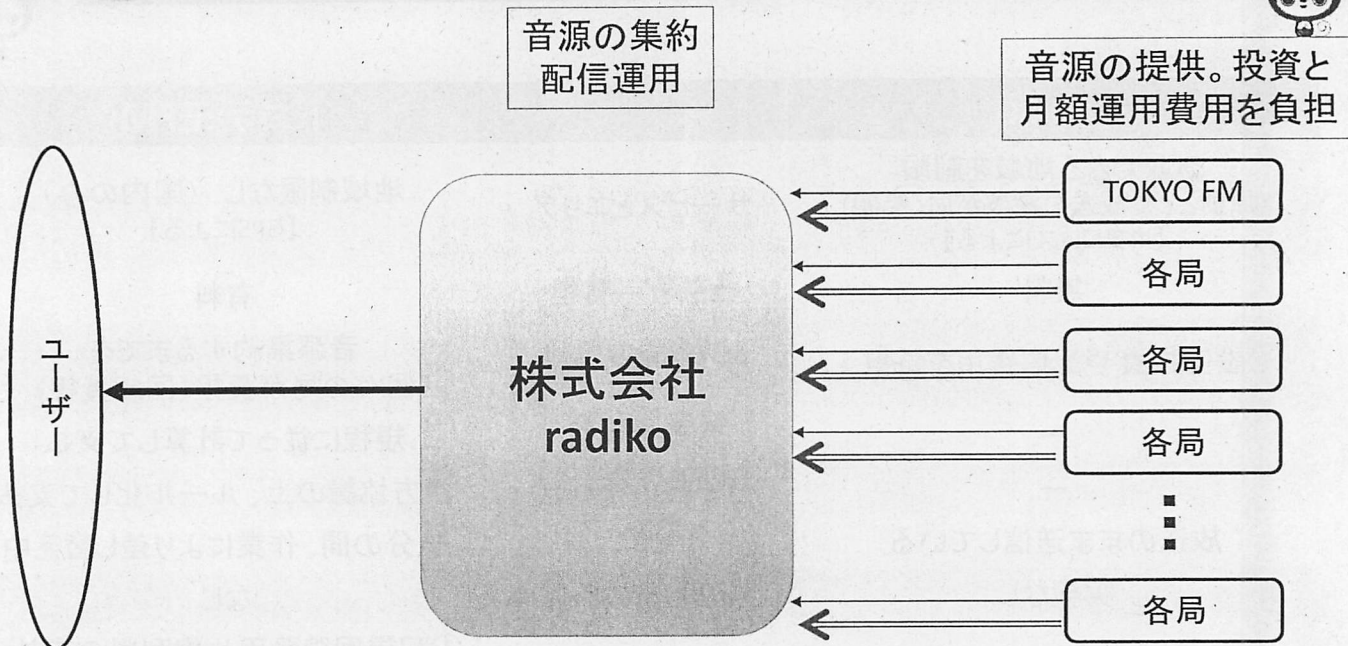 音源の集約
配信運用
音源の提供。投資と
月額運用費用を負担
TOKYO FM
各局
各局
各局
各局
株式会社
radiko
ユーザー